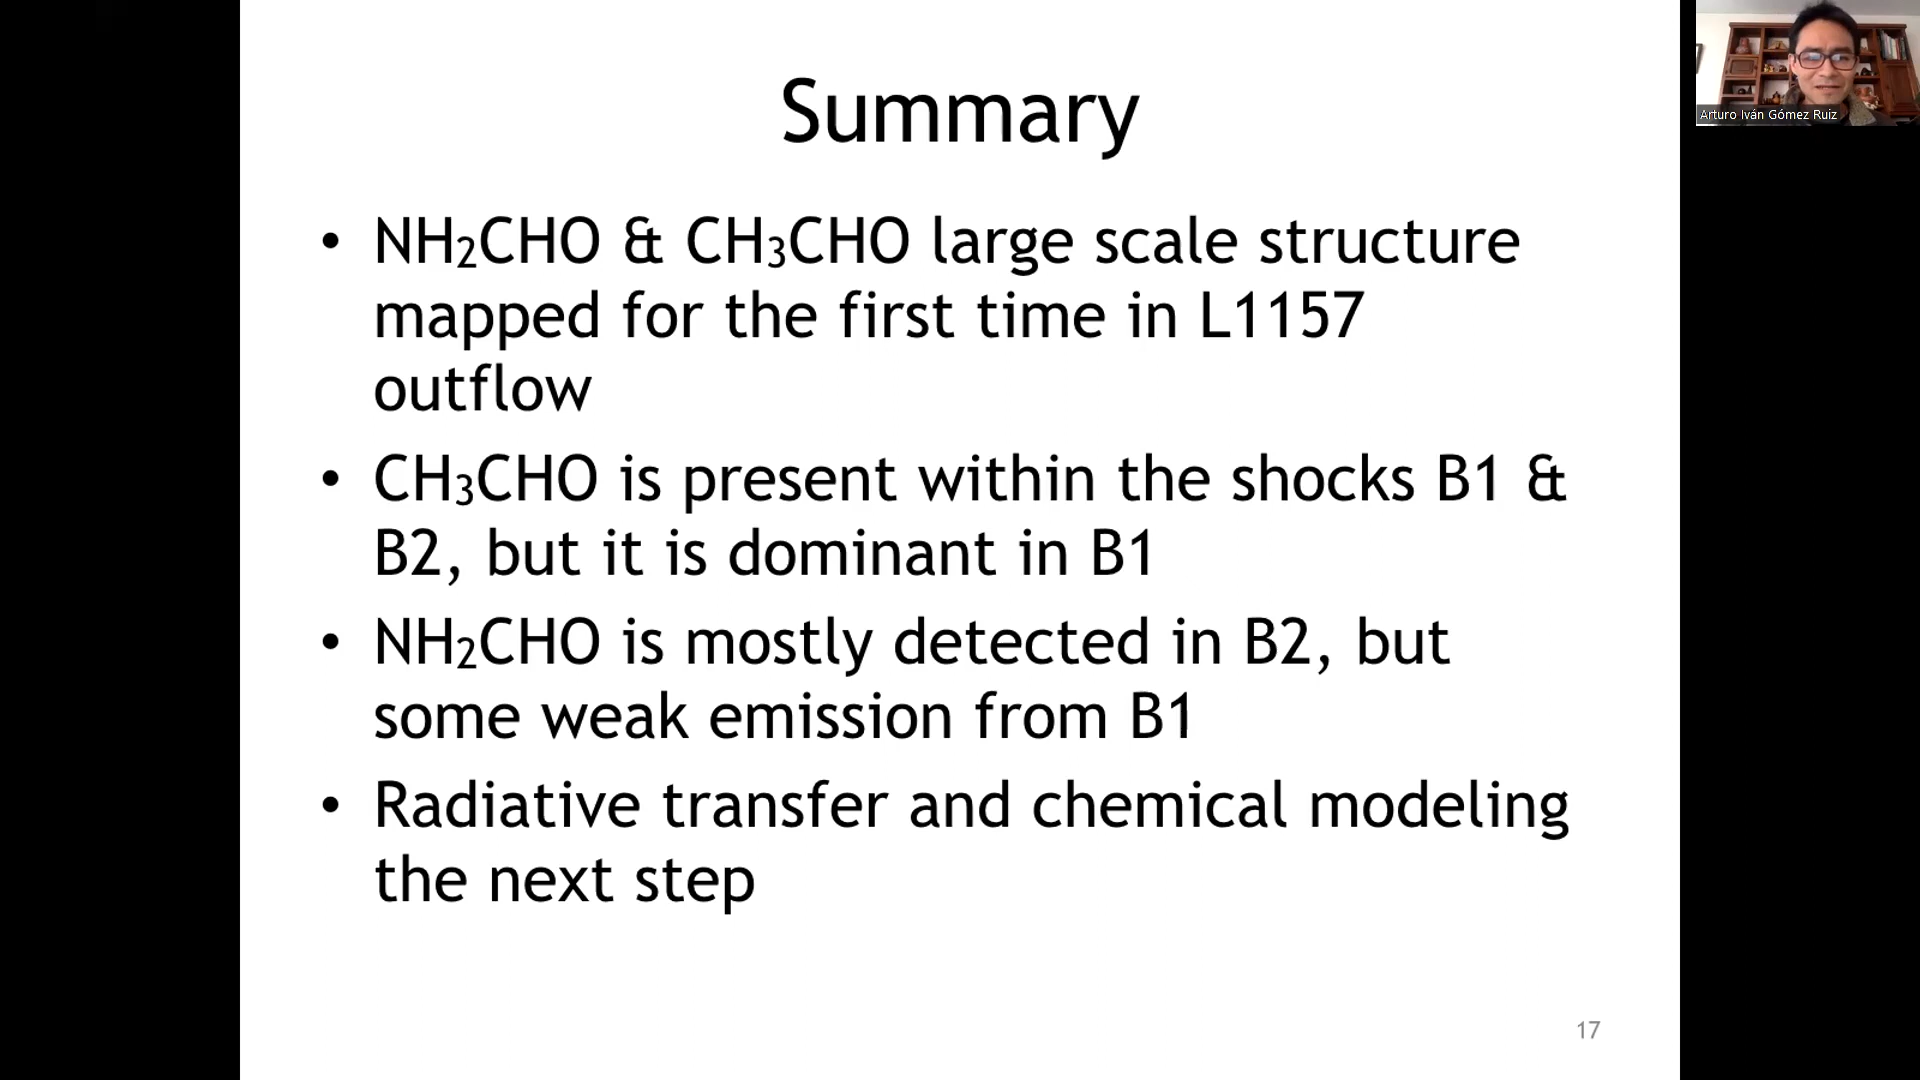 Summary
• NH₂CHO & CH₃CHO large scale structure
mapped for the first time in L1157
outflow
• CH₃CHO is present within the shocks B1 &
B2, but it is dominant in B1
• NH₂CHO is mostly detected in B2, but
some weak emission from B1
• Radiative transfer and chemical modeling
the next step
17
Arturo Iván Gómez Ruiz